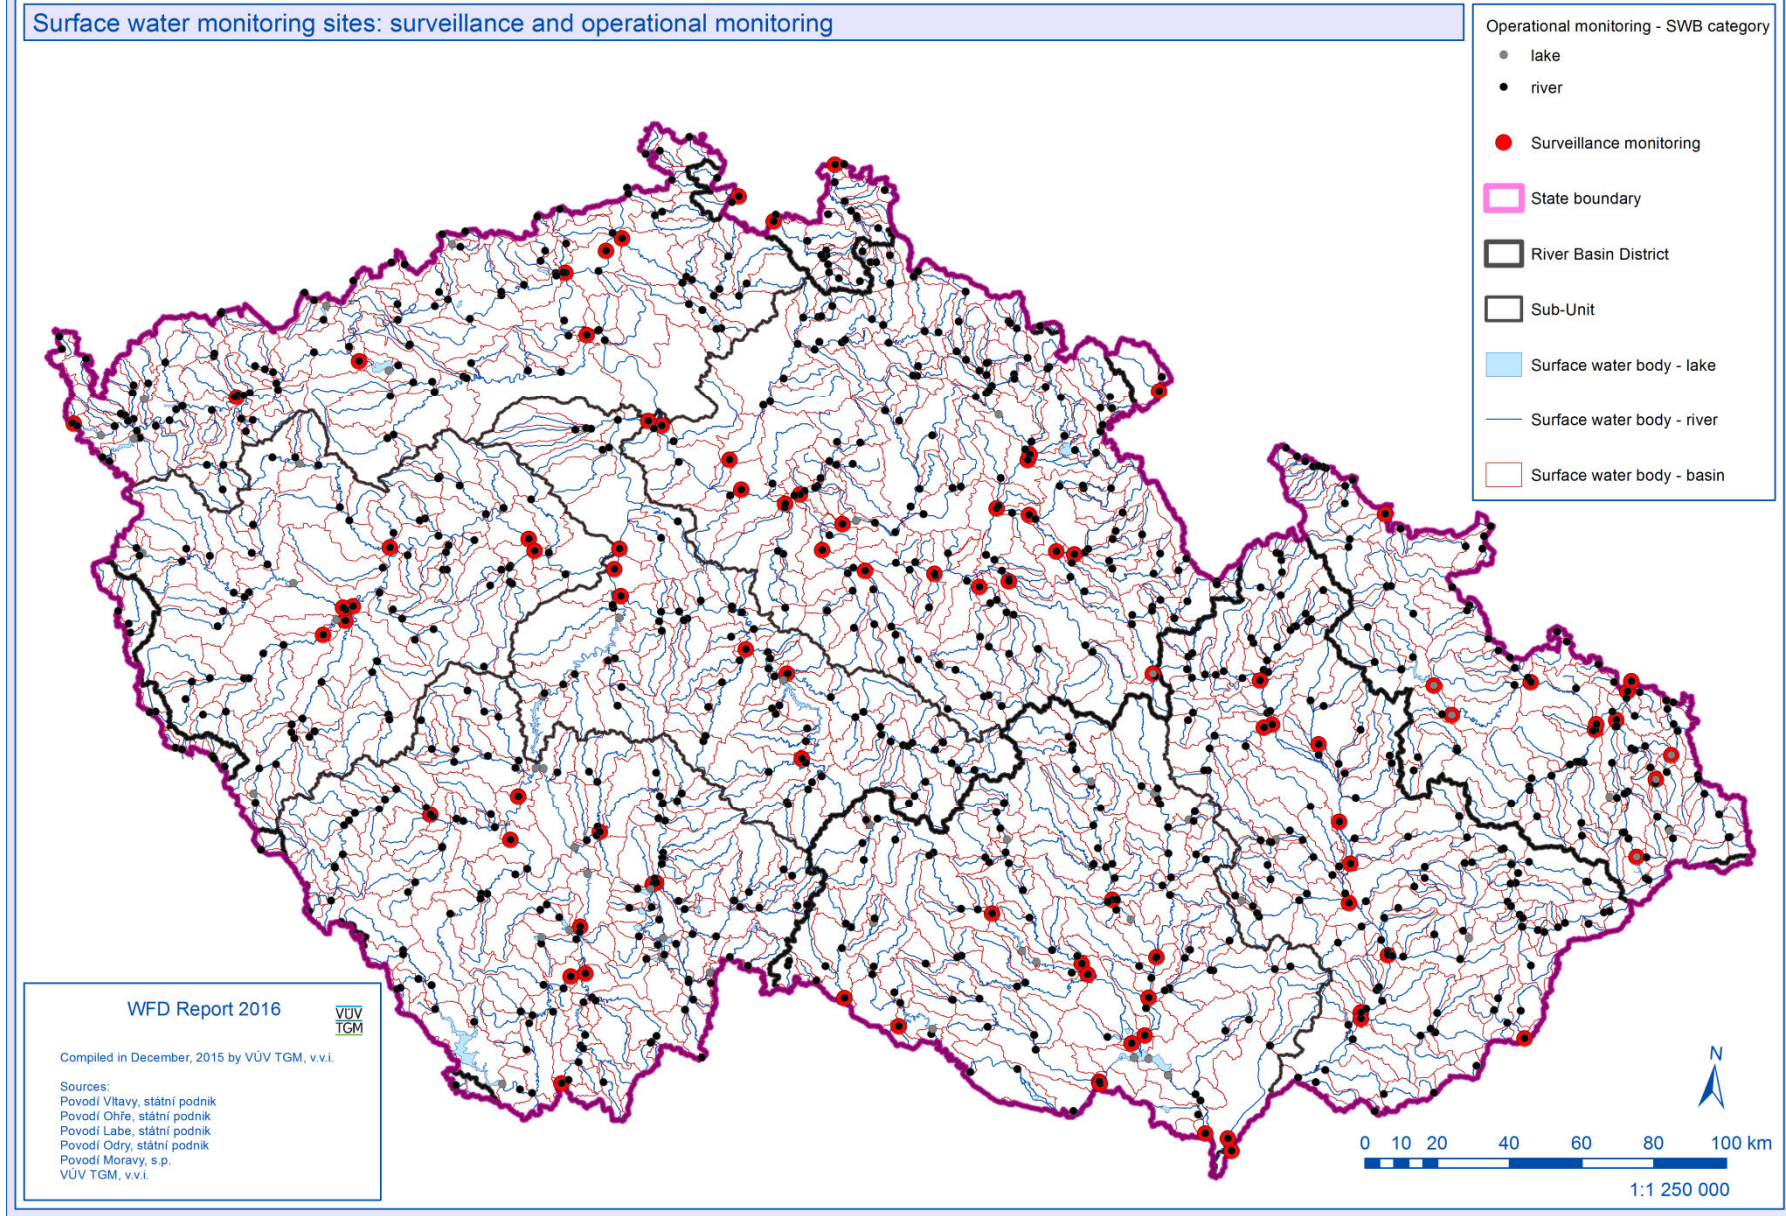 Surface water monitoring sites: surveillance and operational monitoring
Operational monitoring - SWB category
lake
river
Surveillance monitoring
State boundary
River Basin District
Sub-Unit
Surface water body - lake
Surface water body - river
Surface water body - basin
WFD Report 2016
VÚV
TGM
Compiled in December, 2015 by VÚV TGM, v.v.i.
Sources:
Povodí Vltavy, státní podnik
Povodí Ohře, státní podnik
Povodí Labe, státní podnik
Povodí Odry, státní podnik
Povodí Moravy, s.p.
VÚV TGM, v.v.i.
N
0 10 20 40 60 80 100 km
1:1 250 000